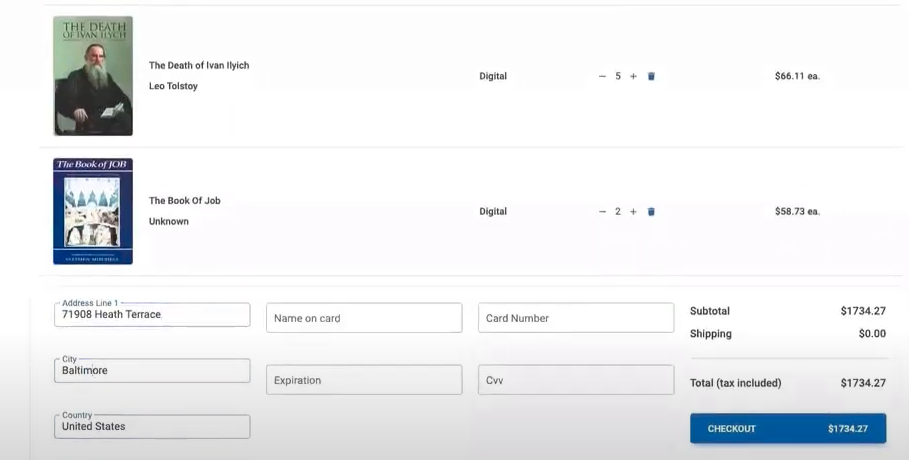 THE DEATH
OF IVAN ILYCH
The Death of Ivan Ilyich
Leo Tolstoy
Digital
− 5 +
$66.11 ea.
The Book of JOB
STEPHEN MITCHELL
The Book Of Job
Unknown
Digital
− 2 +
$58.73 ea.
Address Line 1
71908 Heath Terrace
Name on card
Card Number
City
Baltimore
Expiration
Cvv
Country
United States
Subtotal $1734.27
Shipping $0.00
Total (tax included) $1734.27
CHECKOUT $1734.27